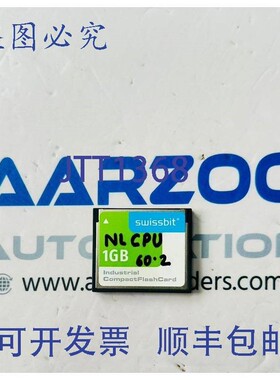 盗图必究
JTT1368
AARZOO
AUTOMATION
swissbit®
NL CPU
1GB
60.2
Industrial
CompactFlashCard
可开发票 顺丰包邮